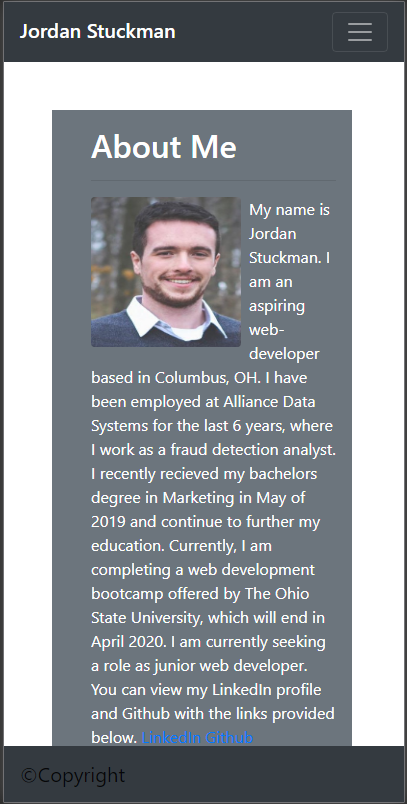 Jordan Stuckman
About Me
My name is
Jordan
Stuckman. I
am an
aspiring
web-
developer
based in Columbus, OH. I have
been employed at Alliance Data
Systems for the last 6 years, where
I work as a fraud detection analyst.
I recently recieved my bachelors
degree in Marketing in May of
2019 and continue to further my
education. Currently, I am
completing a web development
bootcamp offered by The Ohio
State University, which will end in
April 2020. I am currently seeking
a role as junior web developer.
You can view my LinkedIn profile
and Github with the links provided
below. LinkedIn Github
©Copyright